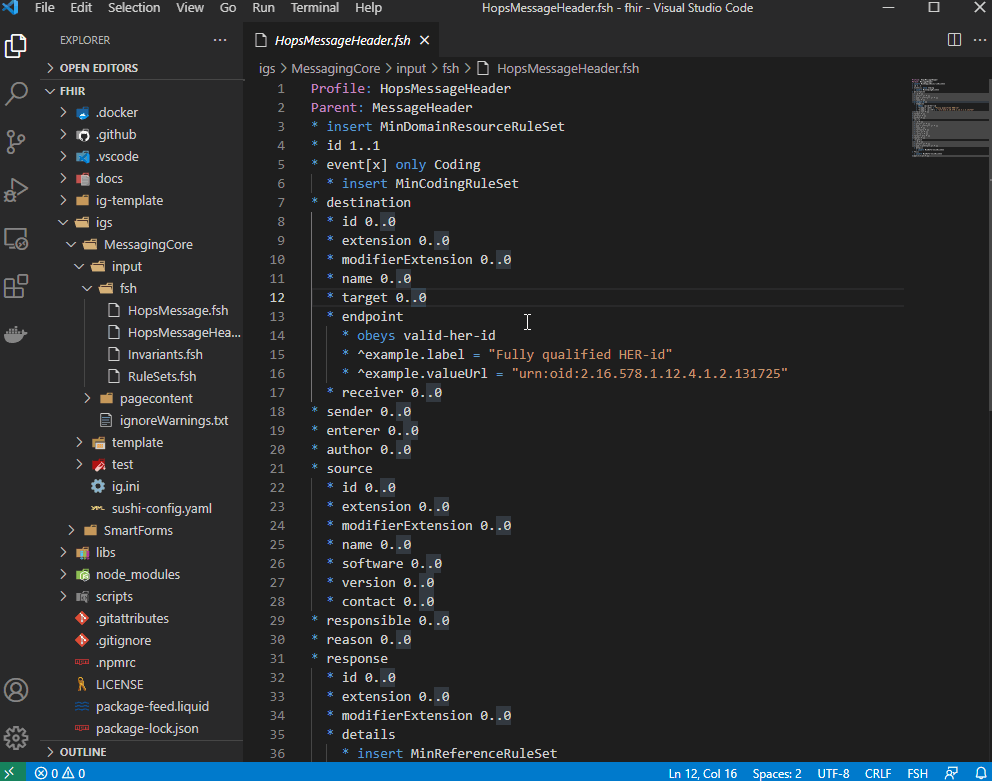 File Edit Selection View Go Run Terminal Help HopsMessageHeader.fsh - fhir - Visual Studio Code
EXPLORER
OPEN EDITORS
FHIR
.docker
.github
.vscode
docs
ig-template
igs
MessagingCore
input
fsh
HopsMessage.fsh
HopsMessageHea...
Invariants.fsh
RuleSets.fsh
pagecontent
ignoreWarnings.txt
template
test
ig.ini
sushi-config.yaml
SmartForms
libs
node_modules
scripts
.gitattributes
.gitignore
.npmrc
LICENSE
package-feed.liquid
package-lock.json
OUTLINE
HopsMessageHeader.fsh
igs > MessagingCore > input > fsh > HopsMessageHeader.fsh
1 Profile: HopsMessageHeader
2 Parent: MessageHeader
3 * insert MinDomainResourceRuleSet
4 * id 1..1
5 * event[x] only Coding
6 * insert MinCodingRuleSet
7 * destination
8 * id 0..0
9 * extension 0..0
10 * modifierExtension 0..0
11 * name 0..0
12 * target 0..0
13 * endpoint
14 * obeys valid-her-id
15 * ^example.label = "Fully qualified HER-id"
16 * ^example.valueUrl = "urn:oid:2.16.578.1.12.4.1.2.131725"
17 * receiver 0..0
18 * sender 0..0
19 * enterer 0..0
20 * author 0..0
21 * source
22 * id 0..0
23 * extension 0..0
24 * modifierExtension 0..0
25 * name 0..0
26 * software 0..0
27 * version 0..0
28 * contact 0..0
29 * responsible 0..0
30 * reason 0..0
31 * response
32 * id 0..0
33 * extension 0..0
34 * modifierExtension 0..0
35 * details
36 * insert MinReferenceRuleSet
0 0 Ln 12, Col 16 Spaces: 2 UTF-8 CRLF FSH